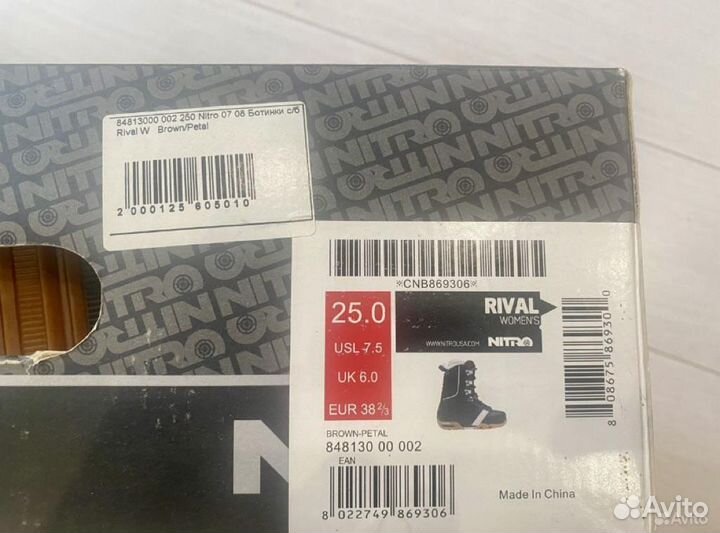 84813000 002 250 Nitro 07 08 Ботинки с/б
Rival W Brown/Petal
2 000125 605010
NITRO
※CNB869306※
25.0
USL 7.5
UK 6.0
EUR 38 2/3
RIVAL
WOMEN'S
WWW.NITROUSA.COM
NITRO
BROWN-PETAL
848130 00 002
EAN
8 022749 869306
8 08675 86930 0
Made In China
N
Avito
Avito